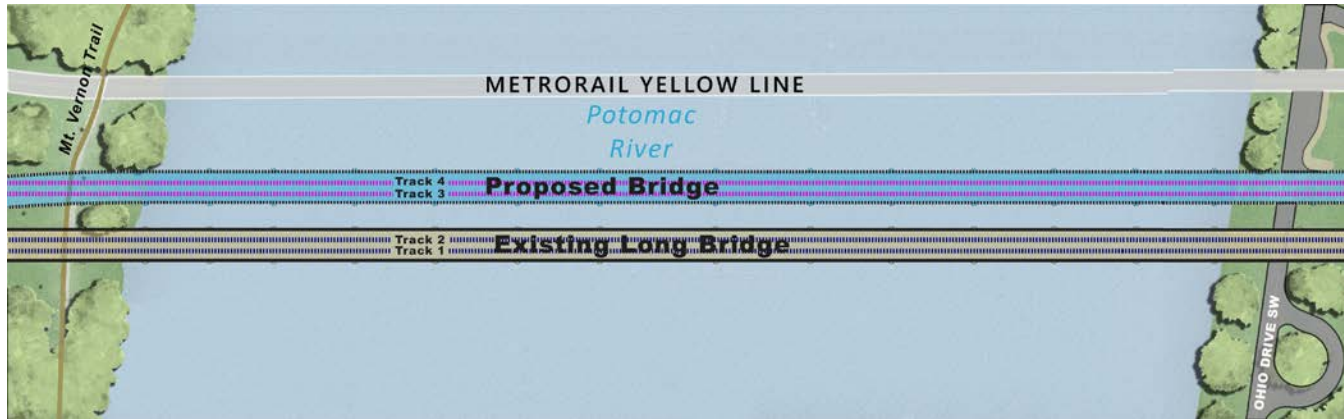 Mt. Vernon Trail
METRORAIL YELLOW LINE
Potomac
River
Track 4
Track 3
Proposed Bridge
Track 2
Track 1
Existing Long Bridge
OHIO DRIVE SW